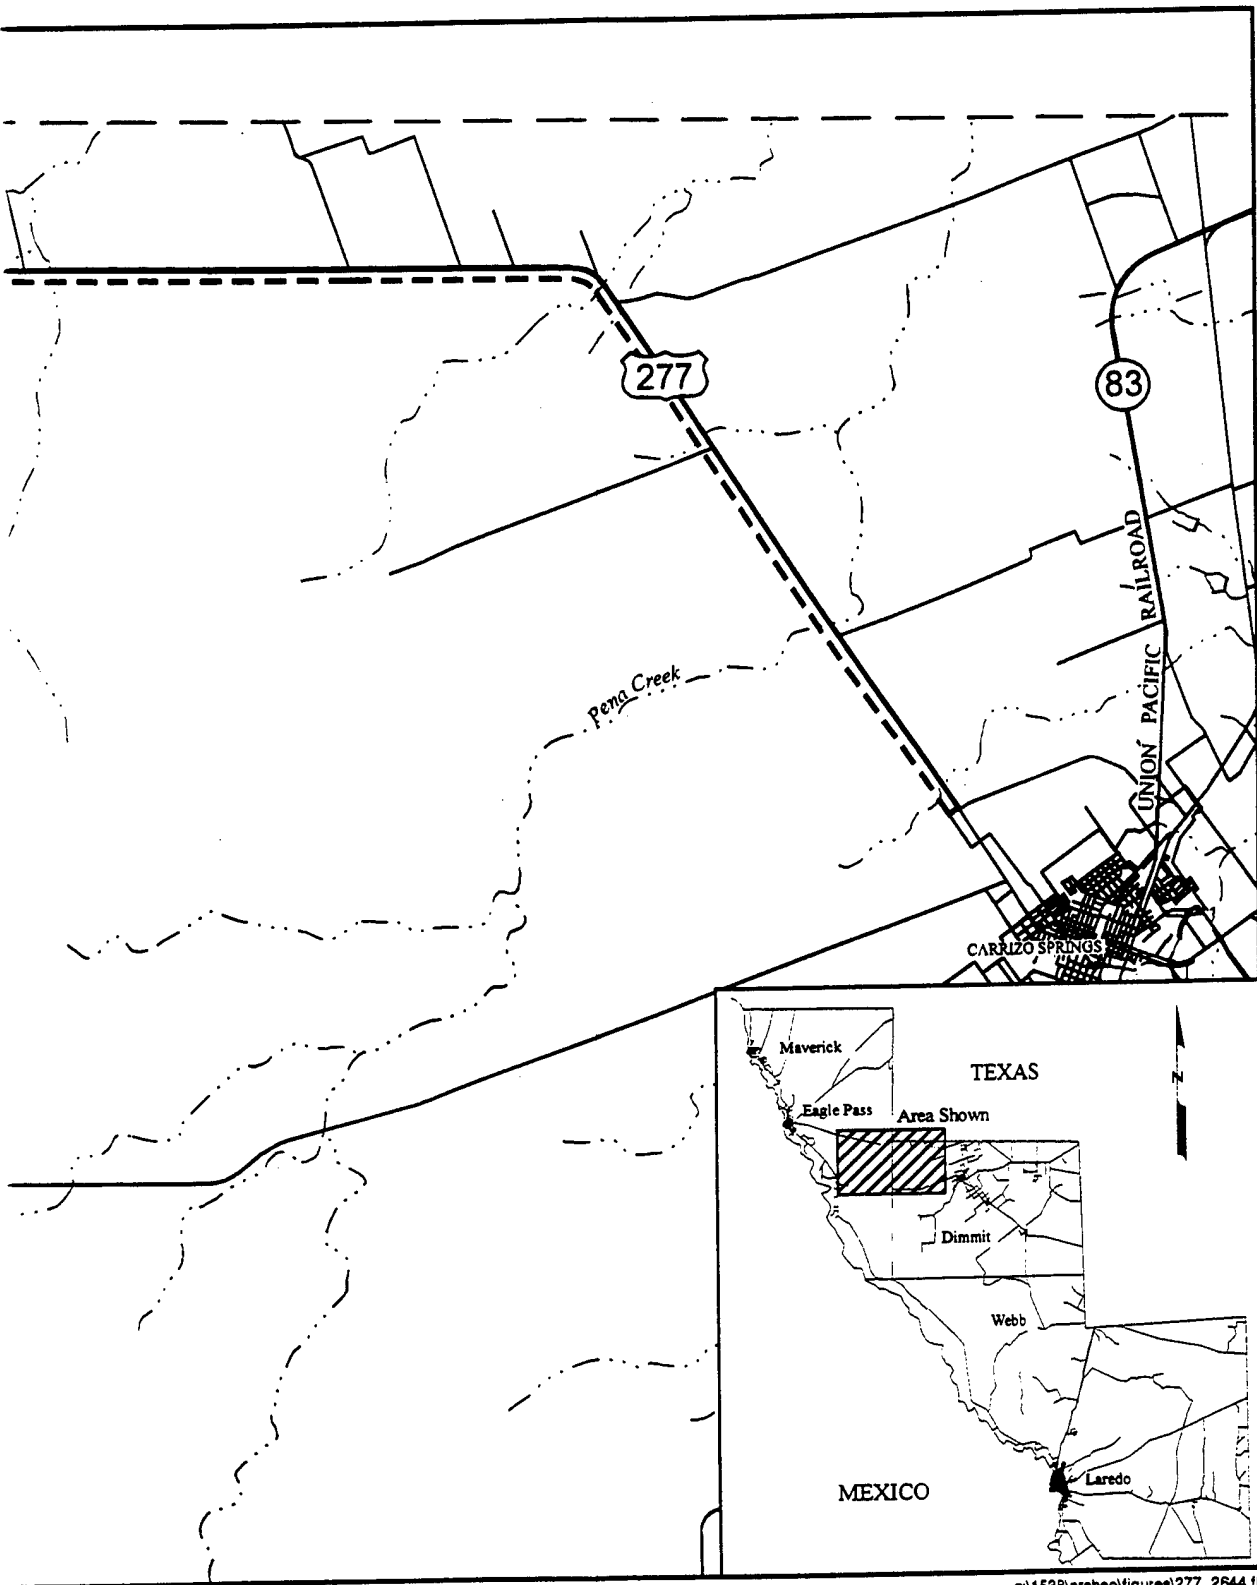 277
83
UNION PACIFIC RAILROAD
Pena Creek
CARRIZO SPRINGS
Maverick
TEXAS
N
Eagle Pass
Area Shown
Dimmit
Webb
MEXICO
Laredo